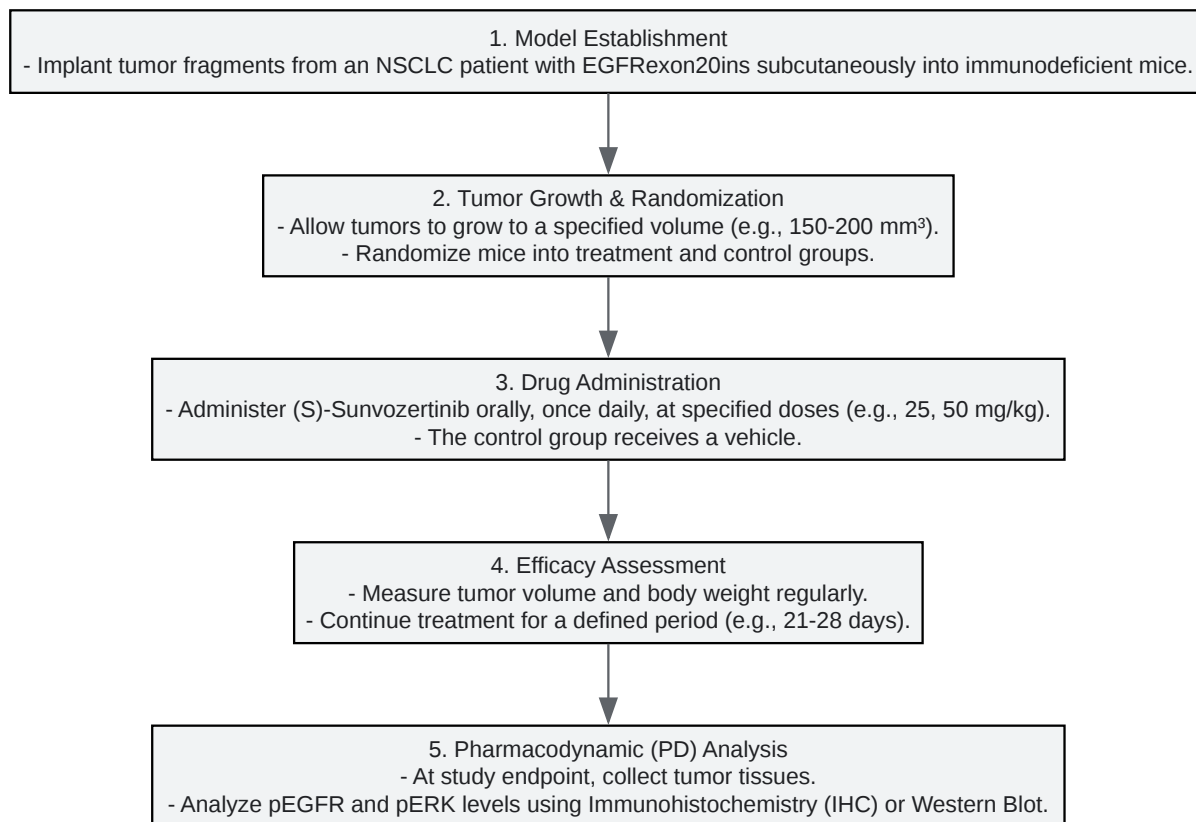 1. Model Establishment
- Implant tumor fragments from an NSCLC patient with EGFRexon20ins subcutaneously into immunodeficient mice.
2. Tumor Growth & Randomization
- Allow tumors to grow to a specified volume (e.g., 150-200 mm³).
- Randomize mice into treatment and control groups.
3. Drug Administration
- Administer (S)-Sunvozertinib orally, once daily, at specified doses (e.g., 25, 50 mg/kg).
- The control group receives a vehicle.
4. Efficacy Assessment
- Measure tumor volume and body weight regularly.
- Continue treatment for a defined period (e.g., 21-28 days).
5. Pharmacodynamic (PD) Analysis
- At study endpoint, collect tumor tissues.
- Analyze pEGFR and pERK levels using Immunohistochemistry (IHC) or Western Blot.